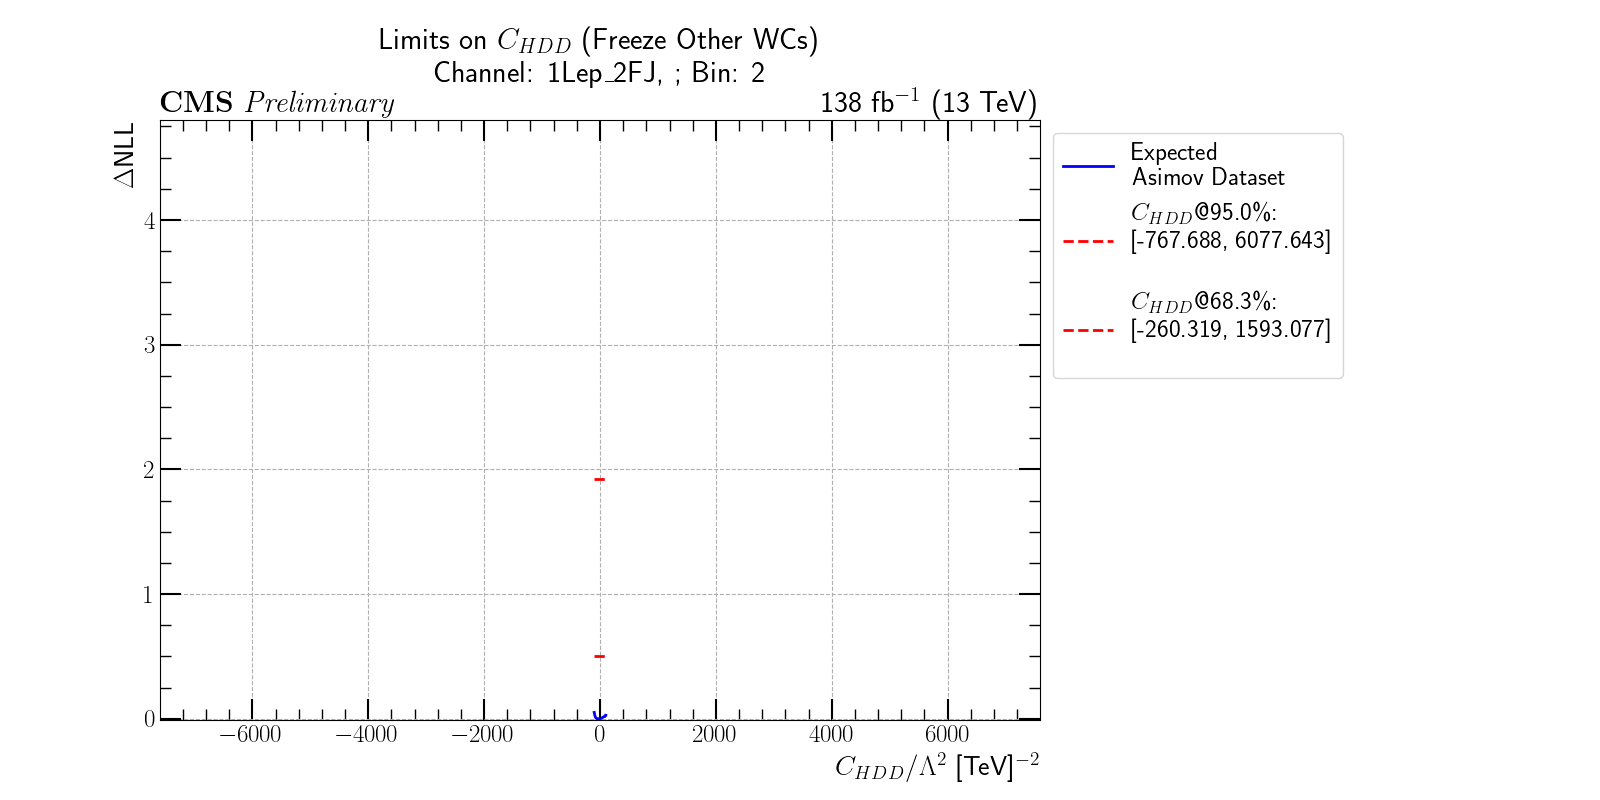 Limits on C_HDD (Freeze Other WCs)
Channel: 1Lep_2FJ, ; Bin: 2
CMS Preliminary
138 fb⁻¹ (13 TeV)
ΔNLL
4
3
2
1
0
−6000 −4000 −2000 0 2000 4000 6000
C_HDD/Λ² [TeV]⁻²
Expected
Asimov Dataset
C_HDD@95.0%:
[-767.688, 6077.643]
C_HDD@68.3%:
[-260.319, 1593.077]